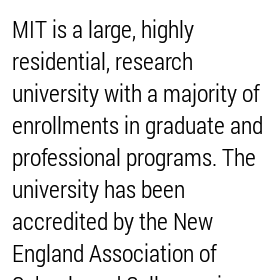 MIT is a large, highly
residential, research
university with a majority of
enrollments in graduate and
professional programs. The
university has been
accredited by the New
England Association of